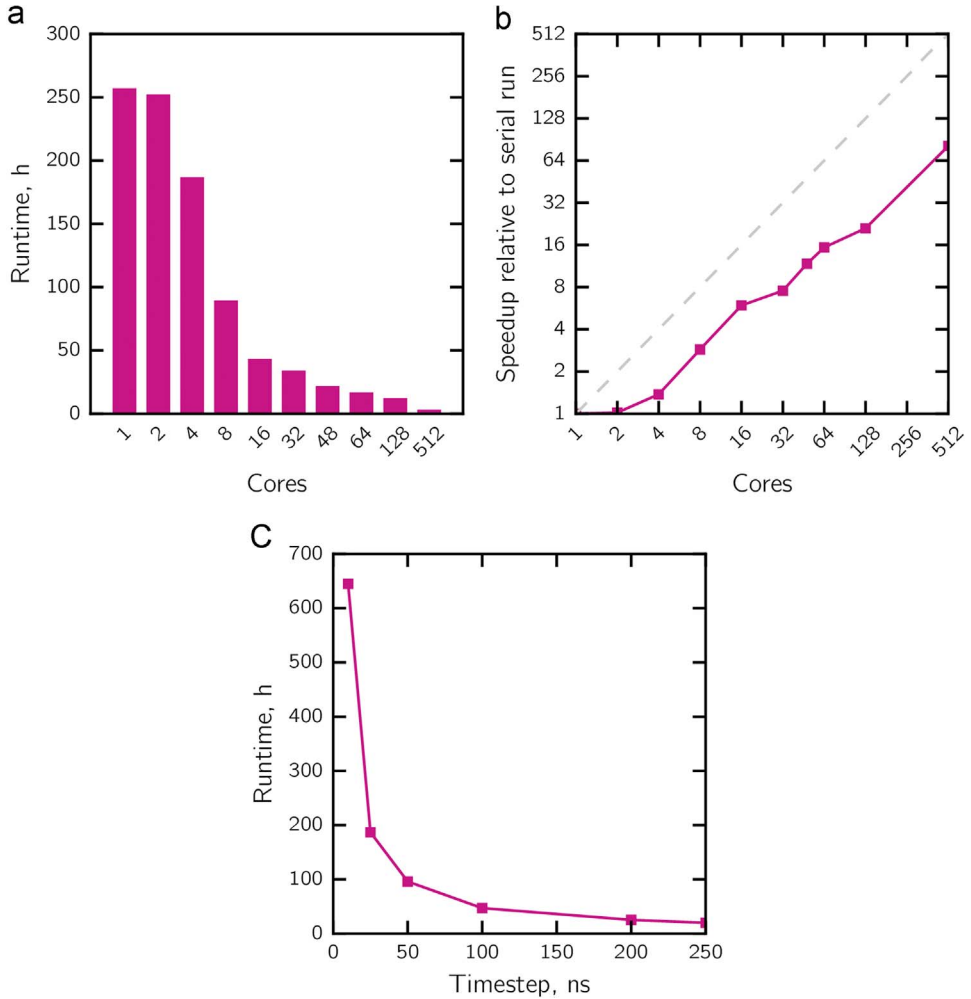 a
300
250
200
150
100
50
0
Runtime, h
1 2 4 8 16 32 48 64 128 512
Cores
b
512
256
128
64
32
16
8
4
2
1
Speedup relative to serial run
1 2 4 8 16 32 64 128 256 512
Cores
C
700
600
500
400
300
200
100
0
Runtime, h
0 50 100 150 200 250
Timestep, ns